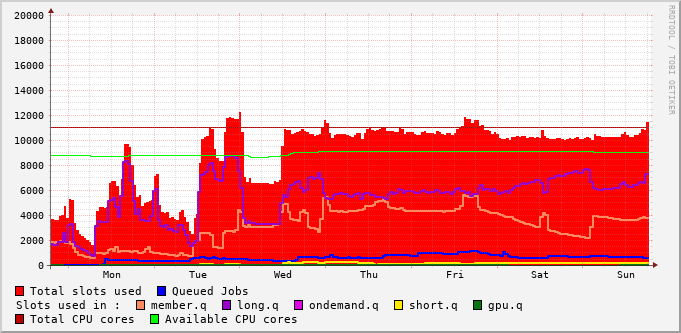 RRDTOOL / TOBI OETIKER
20000
18000
16000
14000
12000
10000
8000
6000
4000
2000
0
Mon Tue Wed Thu Fri Sat Sun
Total slots used Queued Jobs
Slots used in : member.q long.q ondemand.q short.q gpu.q
Total CPU cores Available CPU cores